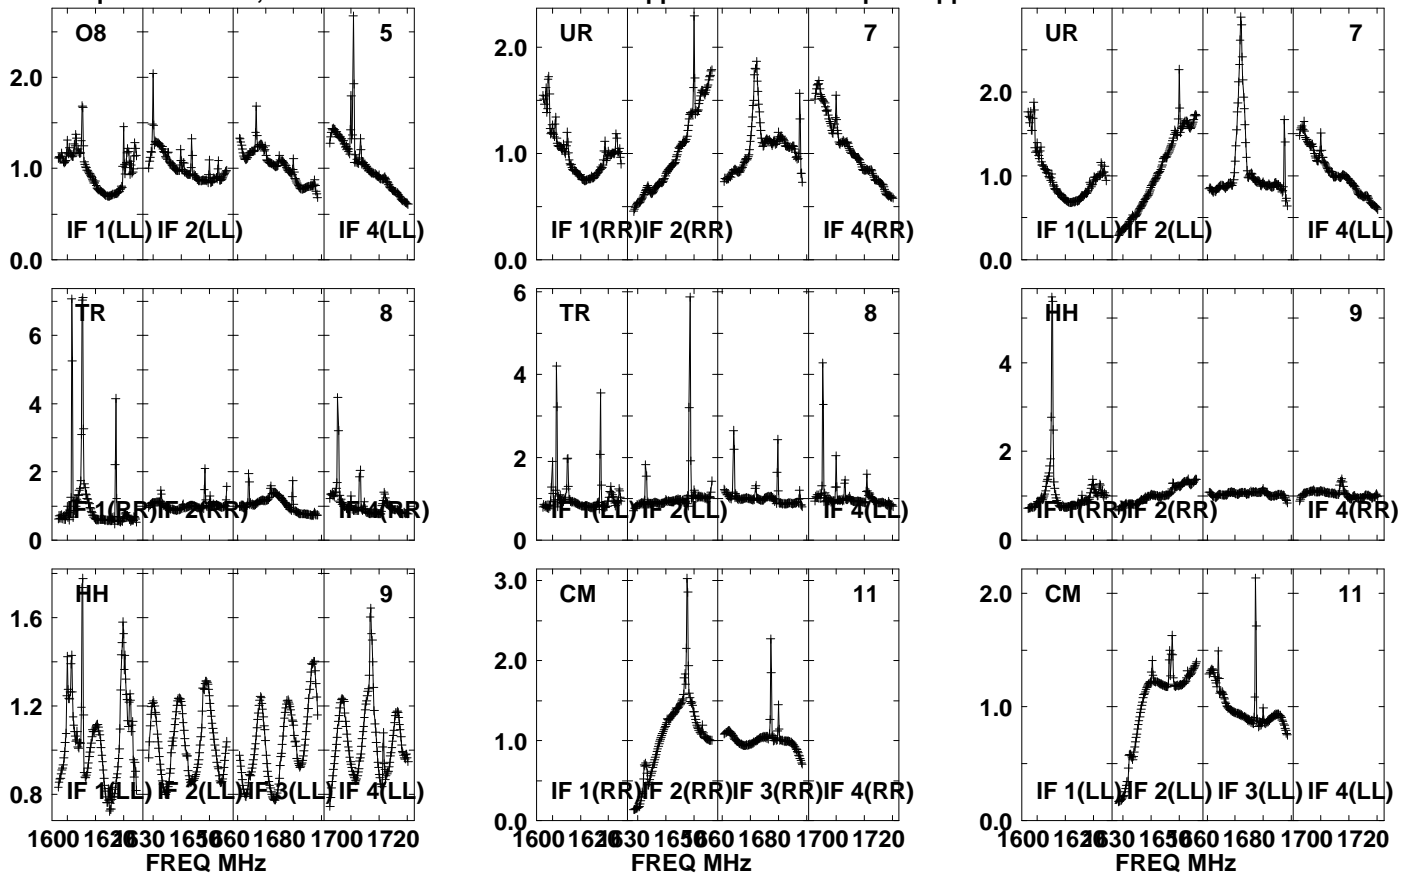 O8 5 UR 7 UR 7
2.0 2.0 2.0
1.0 1.0 1.0
IF 1(LL) IF 2(LL) IF 4(LL) IF 1(RR) IF 2(RR) IF 4(RR) IF 1(LL) IF 2(LL) IF 4(LL)
0.0 0.0 0.0
TR 8 TR 8 HH 9
6 6
4 4 4
2 2 2
IF 1(RR) IF 2(RR) IF 4(RR) IF 1(LL) IF 2(LL) IF 4(LL) IF 1(RR) IF 2(RR) IF 4(RR)
0 0 0
HH 9 CM 11 CM 11
1.6 3.0 2.0
1.2 2.0 1.0
0.8 1.0
IF 1(LL) IF 2(LL) IF 3(LL) IF 4(LL) IF 1(RR) IF 2(RR) IF 3(RR) IF 4(RR) IF 1(LL) IF 2(LL) IF 3(LL) IF 4(LL)
0.0 0.0
1600 1620 1630 1650 1660 1680 1700 1720 1600 1620 1630 1650 1660 1680 1700 1720 1600 1620 1630 1650 1660 1680 1700 1720
FREQ MHz FREQ MHz FREQ MHz